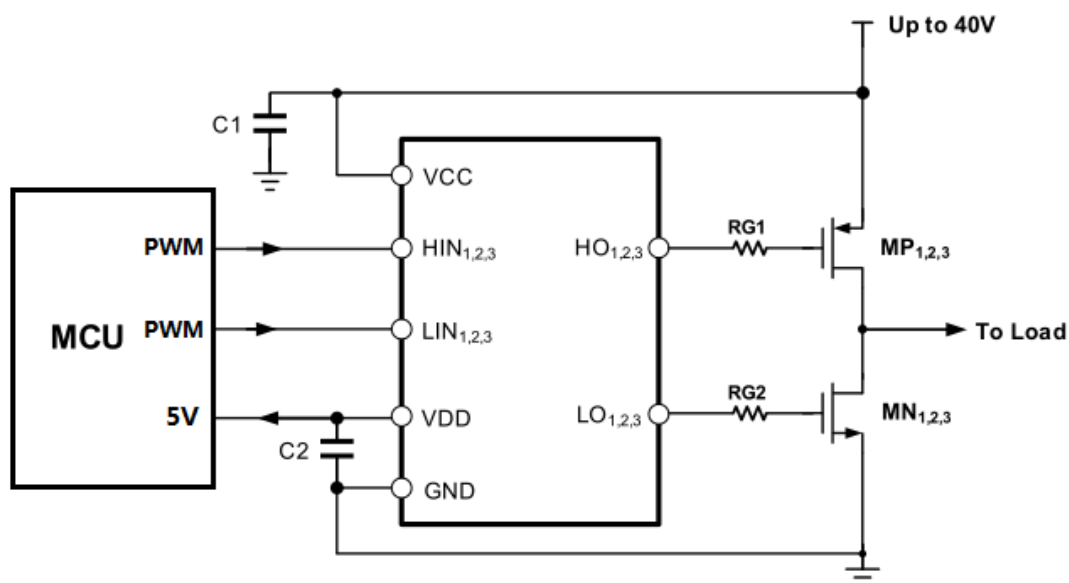 Up to 40V
C1
VCC
PWM
HIN1,2,3
HO1,2,3
RG1
MP1,2,3
MCU
PWM
LIN1,2,3
To Load
5V
VDD
LO1,2,3
RG2
MN1,2,3
C2
GND